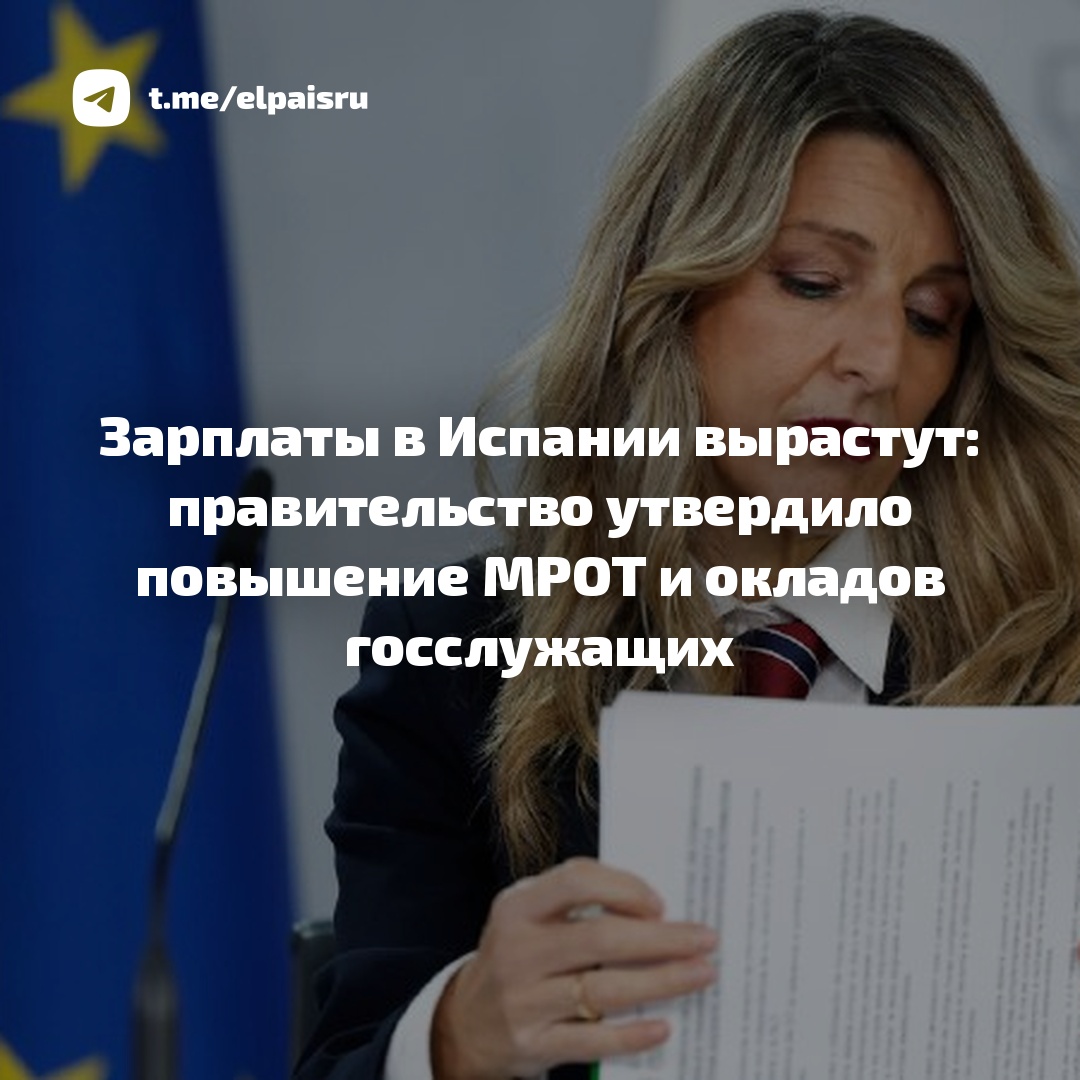 t.me/elpaisru
Зарплаты в Испании вырастут:
правительство утвердило
повышение МРОТ и окладов
госслужащих